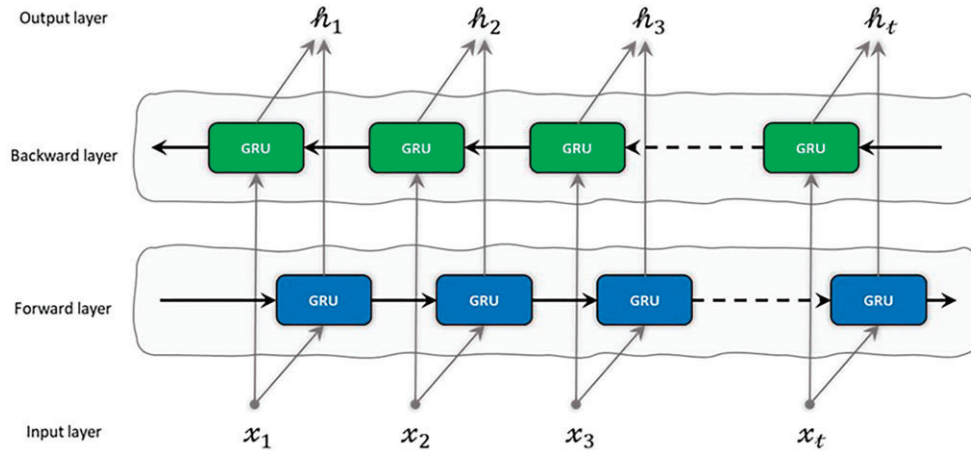 Output layer h₁ h₂ h₃ hₜ
Backward layer GRU GRU GRU GRU
Forward layer GRU GRU GRU GRU
Input layer x₁ x₂ x₃ xₜ